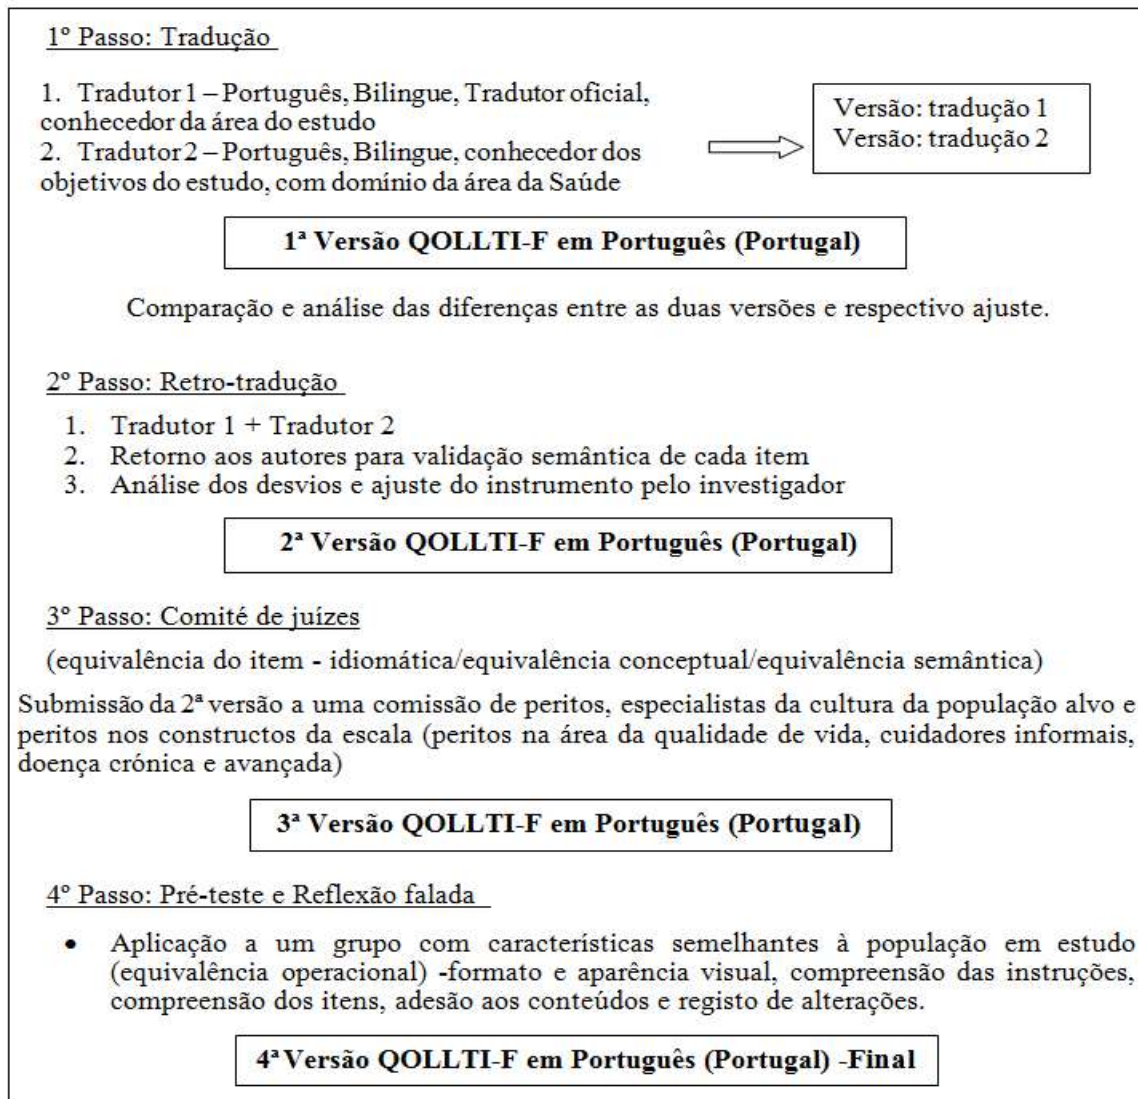 1º Passo: Tradução
1. Tradutor 1 – Português, Bilingue, Tradutor oficial,
conhecedor da área do estudo
2. Tradutor 2 – Português, Bilingue, conhecedor dos
objetivos do estudo, com domínio da área da Saúde
Versão: tradução 1
Versão: tradução 2
1ª Versão QOLLTI-F em Português (Portugal)
Comparação e análise das diferenças entre as duas versões e respectivo ajuste.
2º Passo: Retro-tradução
1. Tradutor 1 + Tradutor 2
2. Retorno aos autores para validação semântica de cada item
3. Análise dos desvios e ajuste do instrumento pelo investigador
2ª Versão QOLLTI-F em Português (Portugal)
3º Passo: Comité de juízes
(equivalência do item - idiomática/equivalência conceptual/equivalência semântica)
Submissão da 2ª versão a uma comissão de peritos, especialistas da cultura da população alvo e
peritos nos constructos da escala (peritos na área da qualidade de vida, cuidadores informais,
doença crónica e avançada)
3ª Versão QOLLTI-F em Português (Portugal)
4º Passo: Pré-teste e Reflexão falada
• Aplicação a um grupo com características semelhantes à população em estudo
(equivalência operacional) -formato e aparência visual, compreensão das instruções,
compreensão dos itens, adesão aos conteúdos e registo de alterações.
4ª Versão QOLLTI-F em Português (Portugal) -Final